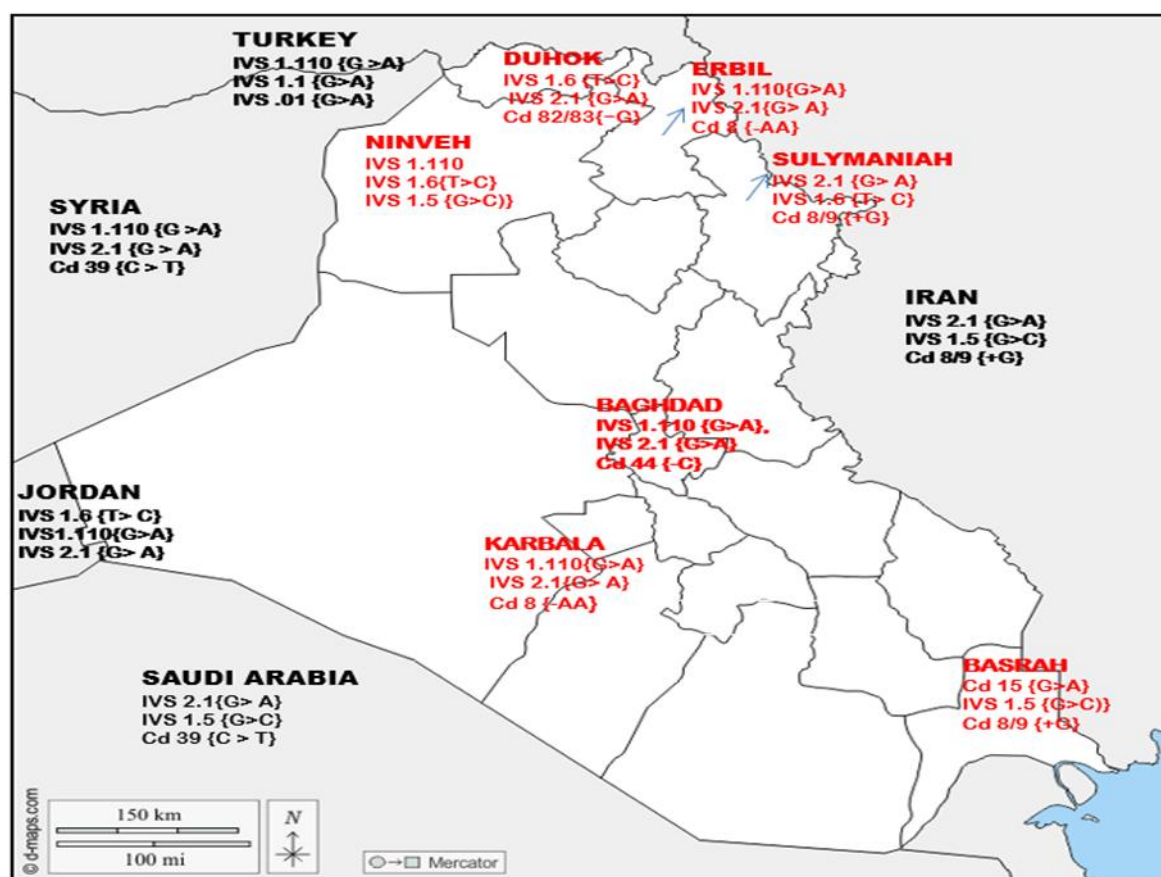 TURKEY
IVS 1.110 {G >A}
IVS 1.1 {G>A}
IVS .01 {G>A}
DUHOK
IVS 1.6 {T>C}
IVS 2.1 {G>A}
Cd 82/83{–G}
ERBIL
IVS 1.110{G>A}
IVS 2.1{G> A}
Cd 8 {-AA}
NINVEH
IVS 1.110
IVS 1.6{T>C}
IVS 1.5 {G>C)}
SULYMANIAH
IVS 2.1 {G> A}
IVS 1.6 {T> C}
Cd 8/9 {+G}
SYRIA
IVS 1.110 {G >A}
IVS 2.1 {G > A}
Cd 39 {C > T}
IRAN
IVS 2.1 {G>A}
IVS 1.5 {G>C}
Cd 8/9 {+G}
BAGHDAD
IVS 1.110 {G>A},
IVS 2.1 {G>A}
Cd 44 {-C}
JORDAN
IVS 1.6 {T> C}
IVS1.110{G>A}
IVS 2.1 {G> A}
KARBALA
IVS 1.110{G>A}
IVS 2.1{G> A}
Cd 8 {-AA}
SAUDI ARABIA
IVS 2.1{G> A}
IVS 1.5 {G>C}
Cd 39 {C > T}
BASRAH
Cd 15 {G>A}
IVS 1.5 {G>C)}
Cd 8/9 {+G}
150 km
100 mi
N
Mercator
© d-maps.com